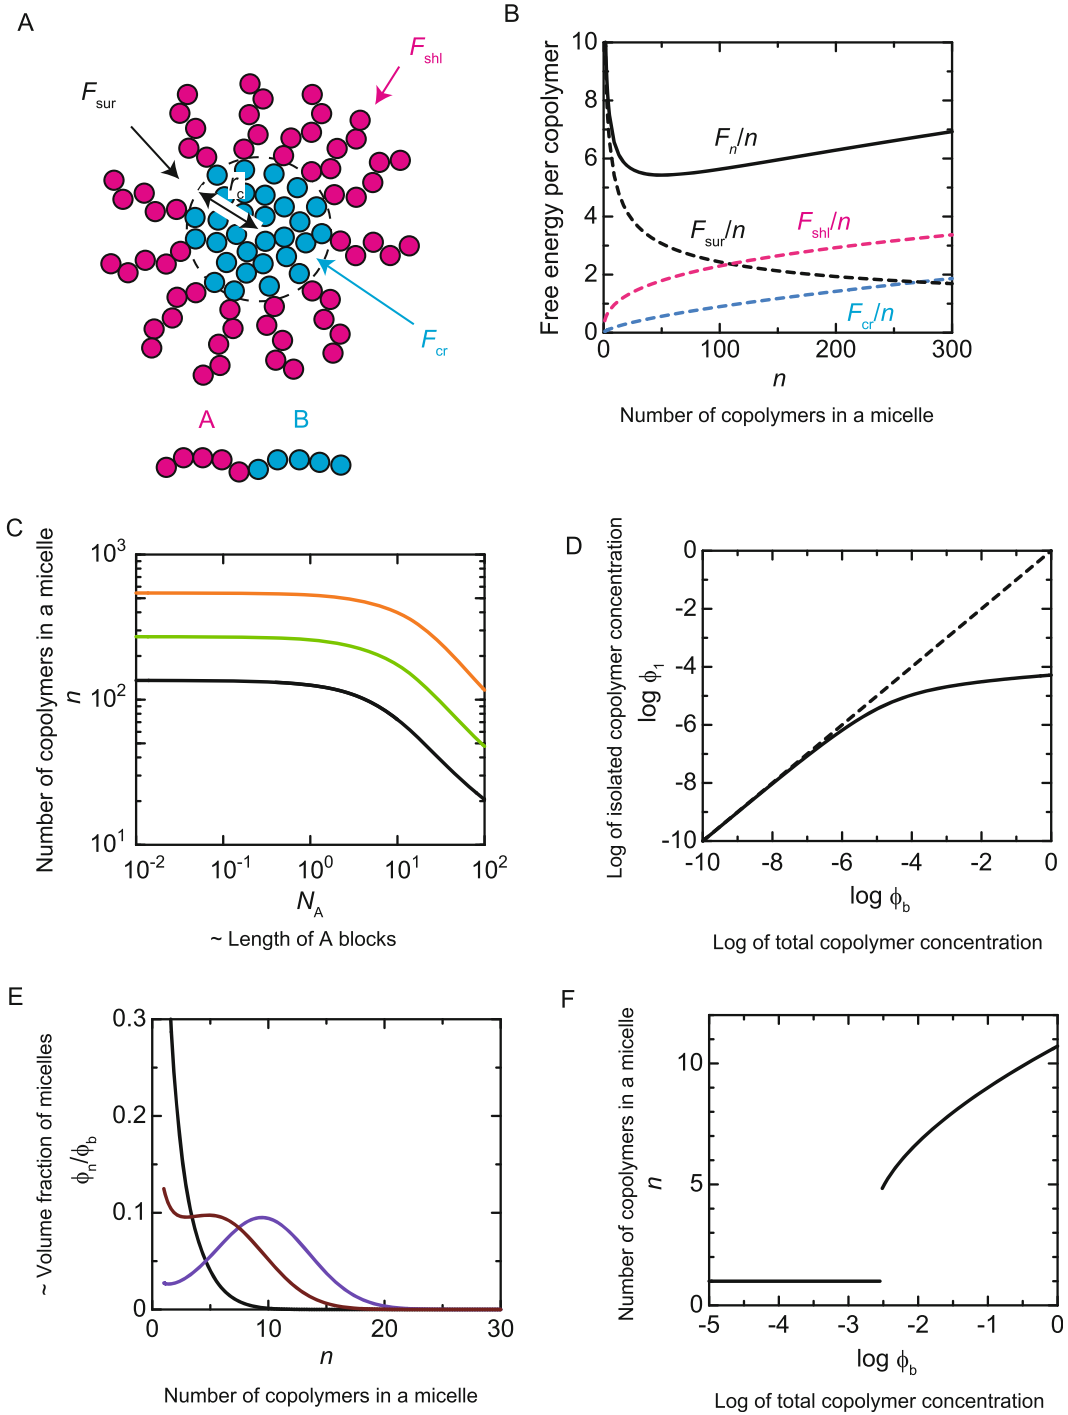 A
F_shl
F_sur
r_c
F_cr
A
B
B
Free energy per copolymer
10
8
6
4
2
0
F_n/n
F_sur/n
F_shl/n
F_cr/n
0
100
200
300
n
Number of copolymers in a micelle
C
Number of copolymers in a micelle
n
10^3
10^2
10^1
10^-2
10^-1
10^0
10^1
10^2
N_A
~ Length of A blocks
D
Log of isolated copolymer concentration
log ϕ_1
0
-2
-4
-6
-8
-10
-10
-8
-6
-4
-2
0
log ϕ_b
Log of total copolymer concentration
E
~ Volume fraction of micelles
ϕ_n/ϕ_b
0.3
0.2
0.1
0
0
10
20
30
n
Number of copolymers in a micelle
F
Number of copolymers in a micelle
n
10
5
0
-5
-4
-3
-2
-1
0
log ϕ_b
Log of total copolymer concentration